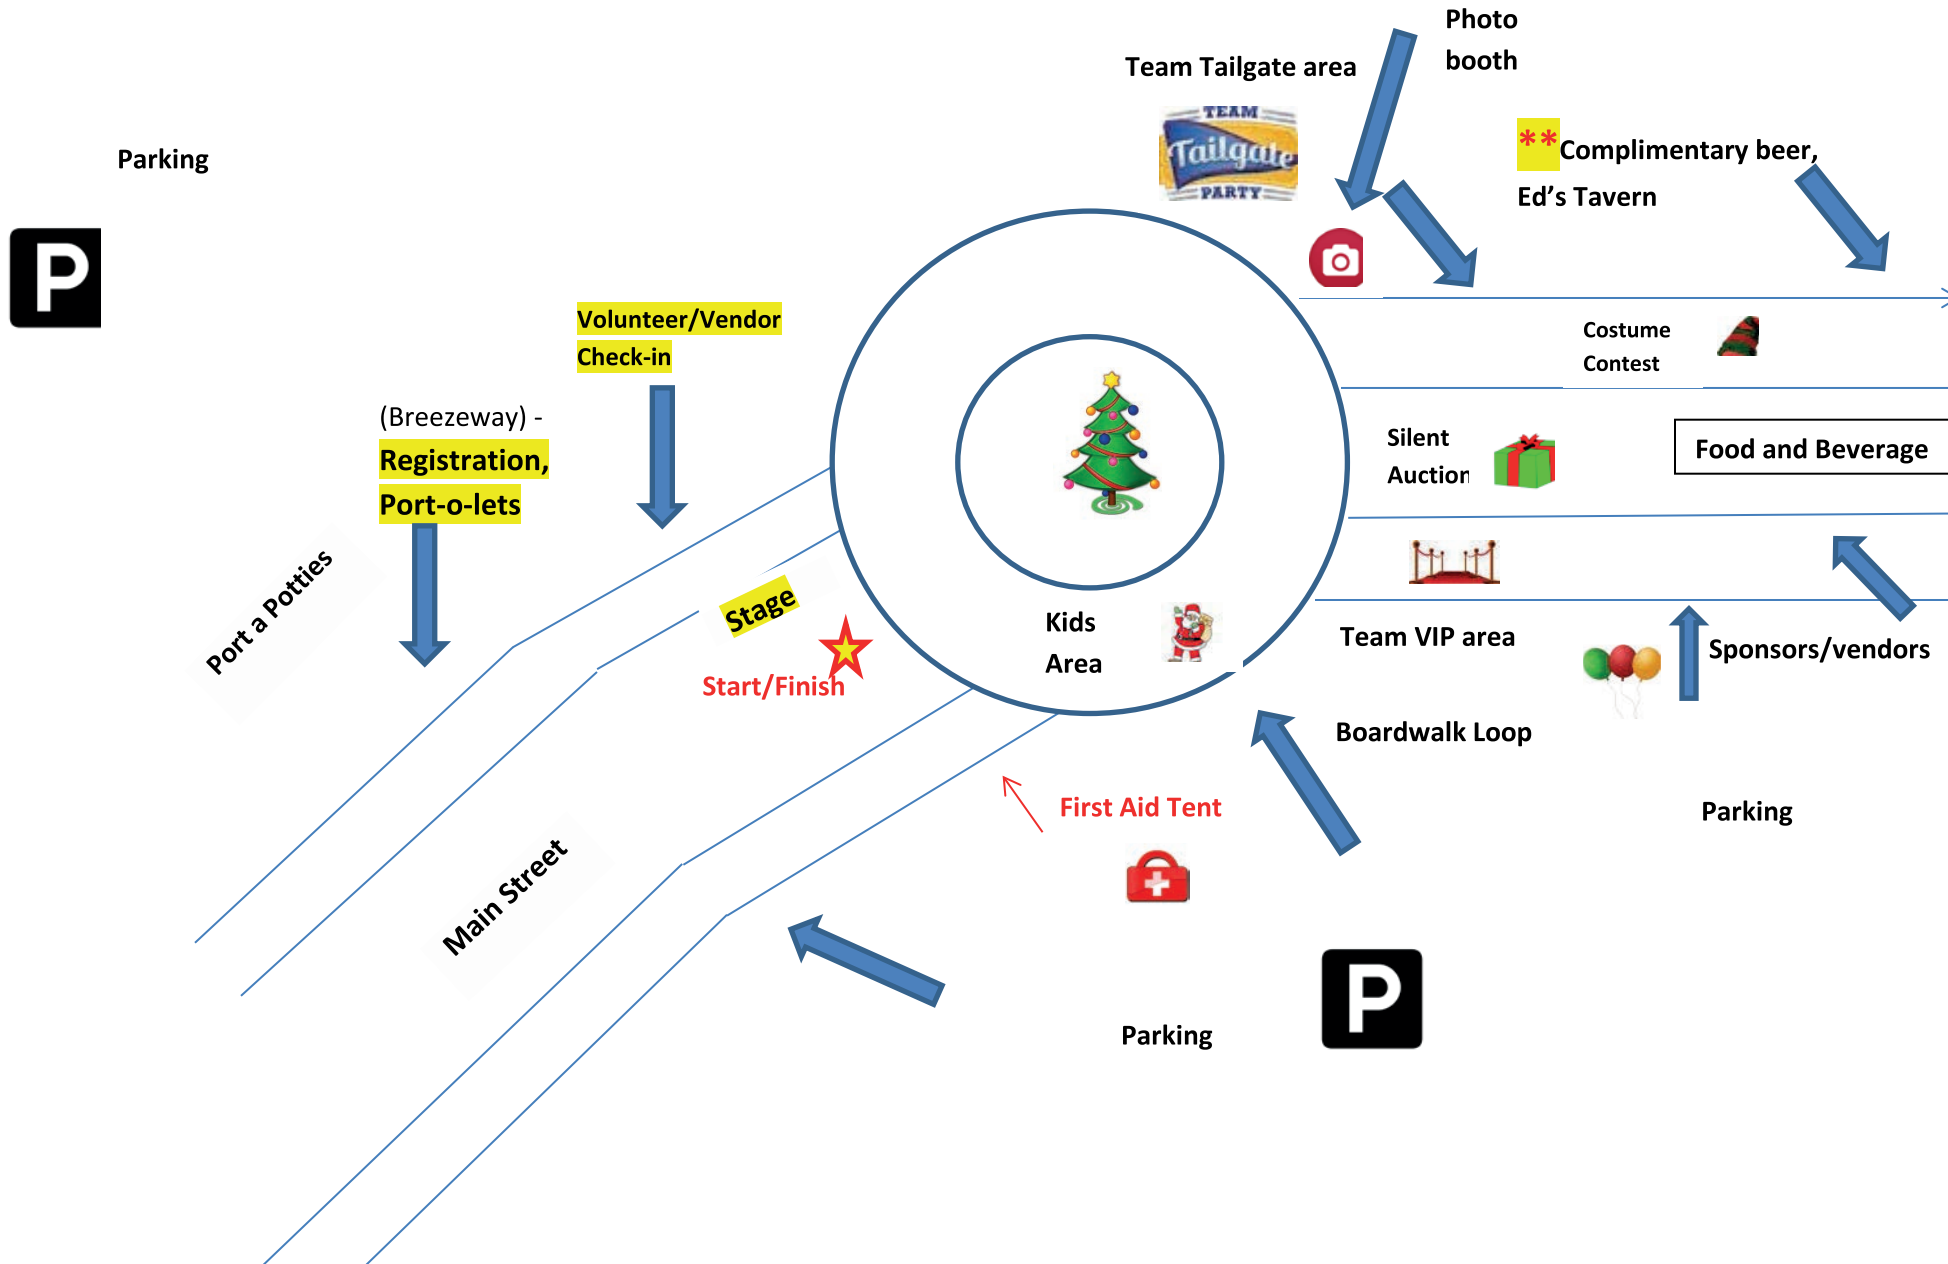 Photo
booth
Team Tailgate area
TEAM
Tailgate
PARTY
**Complimentary beer,
Ed's Tavern
Parking
P
Volunteer/Vendor
Check-in
Costume
Contest
(Breezeway) -
Registration,
Port-o-lets
Silent
Auction
Food and Beverage
Port a Potties
Stage
Start/Finish
Kids
Area
Team VIP area
Sponsors/vendors
Boardwalk Loop
First Aid Tent
Parking
Main Street
P
Parking